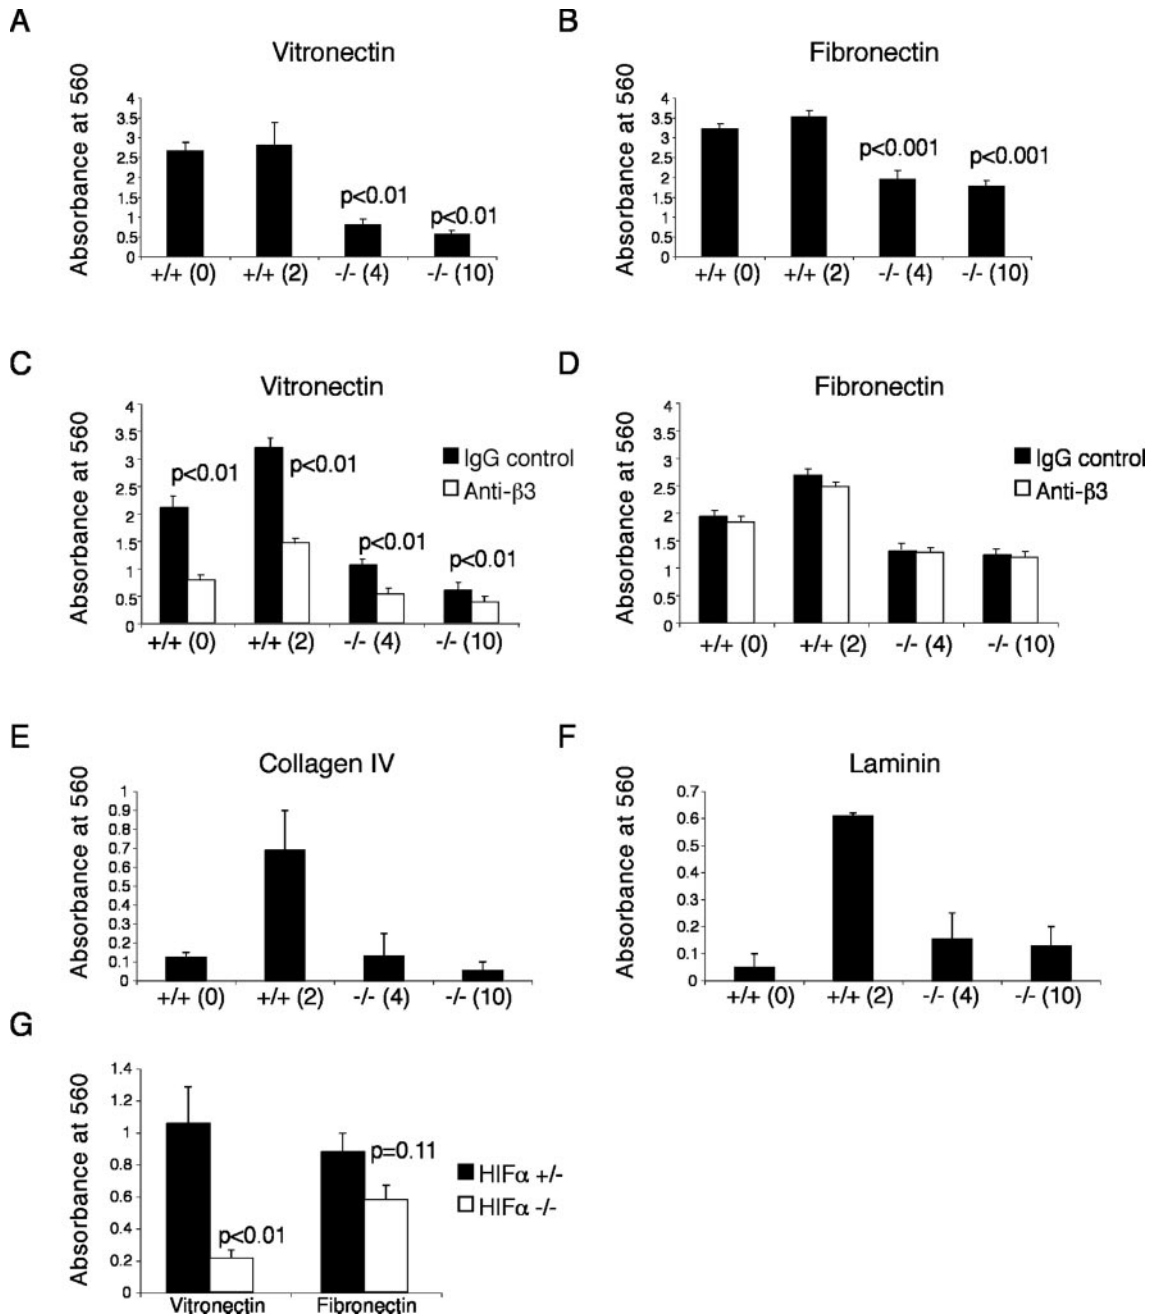 A
Vitronectin
Absorbance at 560
4
3.5
3
2.5
2
1.5
1
0.5
0
p<0.01
p<0.01
+/+ (0) +/+ (2) -/- (4) -/- (10)
B
Fibronectin
Absorbance at 560
4
3.5
3
2.5
2
1.5
1
0.5
0
p<0.001
p<0.001
+/+ (0) +/+ (2) -/- (4) -/- (10)
C
Vitronectin
Absorbance at 560
4
3.5
3
2.5
2
1.5
1
0.5
0
p<0.01
p<0.01
p<0.01
p<0.01
IgG control
Anti-β3
+/+ (0) +/+ (2) -/- (4) -/- (10)
D
Fibronectin
Absorbance at 560
4
3.5
3
2.5
2
1.5
1
0.5
0
IgG control
Anti-β3
+/+ (0) +/+ (2) -/- (4) -/- (10)
E
Collagen IV
Absorbance at 560
1
0.9
0.8
0.7
0.6
0.5
0.4
0.3
0.2
0.1
0
+/+ (0) +/+ (2) -/- (4) -/- (10)
F
Laminin
Absorbance at 560
0.7
0.6
0.5
0.4
0.3
0.2
0.1
0
+/+ (0) +/+ (2) -/- (4) -/- (10)
G
Absorbance at 560
1.4
1.2
1
0.8
0.6
0.4
0.2
0
p<0.01
p=0.11
HIFα +/-
HIFα -/-
Vitronectin Fibronectin